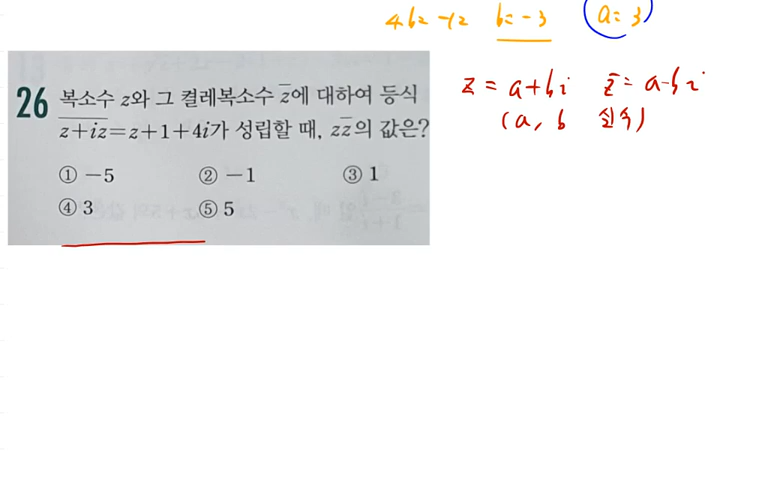 4b=-12 b=-3 a=3
z = a+bi z̅ = a-bi
(a, b 실수)
26 복소수 z와 그 켤레복소수 z̅에 대하여 등식
\overline{z+iz}=z+1+4i가 성립할 때, zz̅의 값은?
① -5 ② -1 ③ 1
④ 3 ⑤ 5